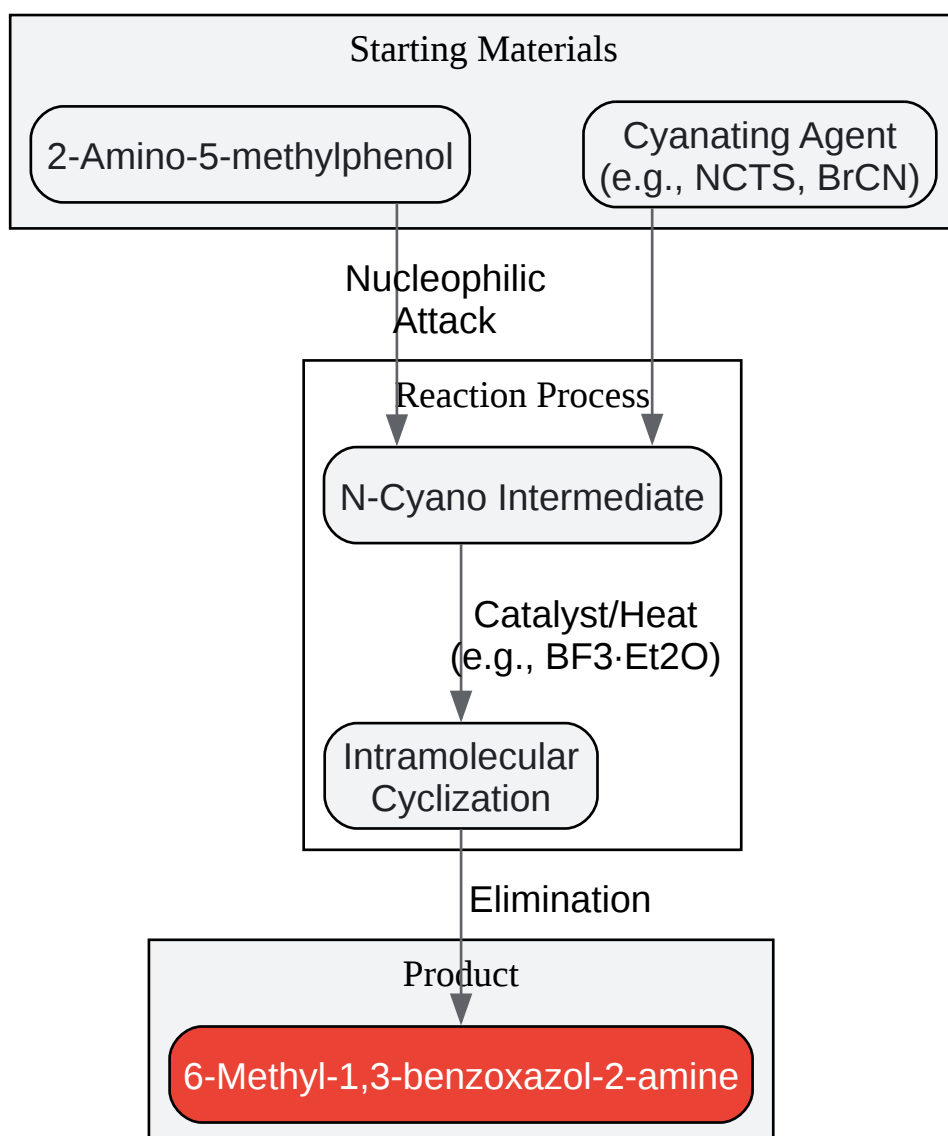 Starting Materials
2-Amino-5-methylphenol
Cyanating Agent
(e.g., NCTS, BrCN)
Nucleophilic
Attack
Reaction Process
N-Cyano Intermediate
Catalyst/Heat
(e.g., BF3·Et2O)
Intramolecular
Cyclization
Elimination
Product
6-Methyl-1,3-benzoxazol-2-amine